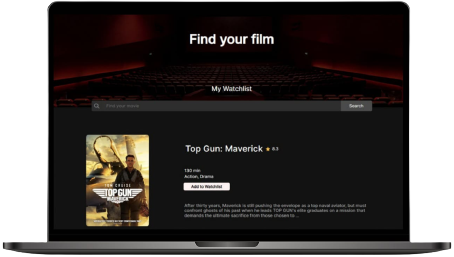 Find your film
My Watchlist
Find your movie
Search
Top Gun: Maverick ★ 8.3
130 min
Action, Drama
Add to Watchlist
TOM CRUISE
TOP GUN
MAVERICK
After thirty years, Maverick is still pushing the envelope as a top naval aviator, but must
confront ghosts of his past when he leads TOP GUN's elite graduates on a mission that
demands the ultimate sacrifice from those chosen to ...